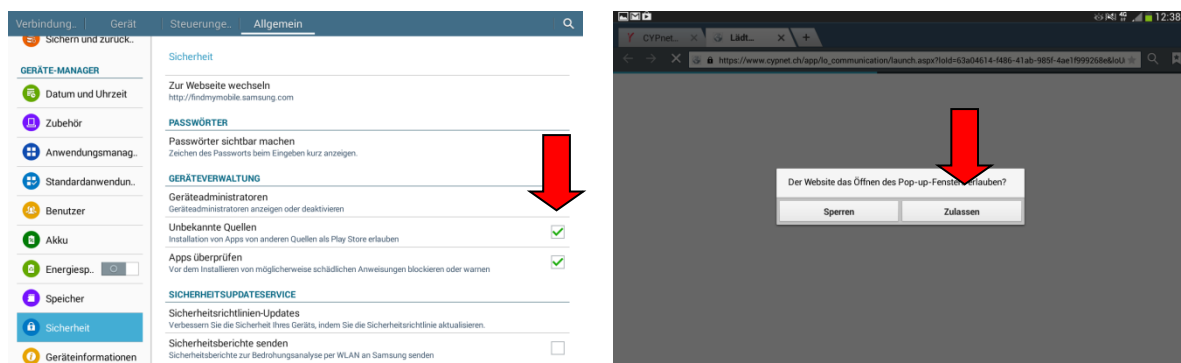 Verbindung.. Gerät Steuerunge.. Allgemein
Sichern und zurück..
GERÄTE-MANAGER
Datum und Uhrzeit
Zubehör
Anwendungsmanag..
Standardanwendun..
Benutzer
Akku
Energiesp..
Speicher
Sicherheit
Geräteinformationen
Sicherheit
Zur Webseite wechseln
http://findmymobile.samsung.com
PASSWÖRTER
Passwörter sichtbar machen
Zeichen des Passworts beim Eingeben kurz anzeigen.
GERÄTEVERWALTUNG
Geräteadministratoren
Geräteadministratoren anzeigen oder deaktivieren
Unbekannte Quellen
Installation von Apps von anderen Quellen als Play Store erlauben
Apps überprüfen
Vor dem Installieren von möglicherweise schädlichen Anweisungen blockieren oder warnen
SICHERHEITSUPDATESERVICE
Sicherheitsrichtlinien-Updates
Verbessern Sie die Sicherheit Ihres Geräts, indem Sie die Sicherheitsrichtlinie aktualisieren.
Sicherheitsberichte senden
Sicherheitsberichte zur Bedrohungsanalyse per WLAN an Samsung senden
12:38
CYPnet... Lädt...
https://www.cypnet.ch/app/lo_communication/launch.aspx?loId=63a04614-f486-41ab-985f-4ae1f999268e&loU
Der Website das Öffnen des Pop-up-Fensters erlauben?
Sperren Zulassen